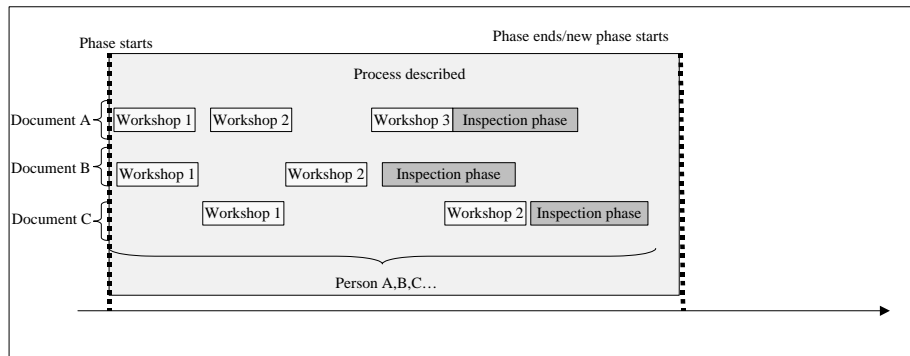 Phase starts
Phase ends/new phase starts
Process described
Document A
Workshop 1
Workshop 2
Workshop 3
Inspection phase
Document B
Workshop 1
Workshop 2
Inspection phase
Document C
Workshop 1
Workshop 2
Inspection phase
Person A,B,C…